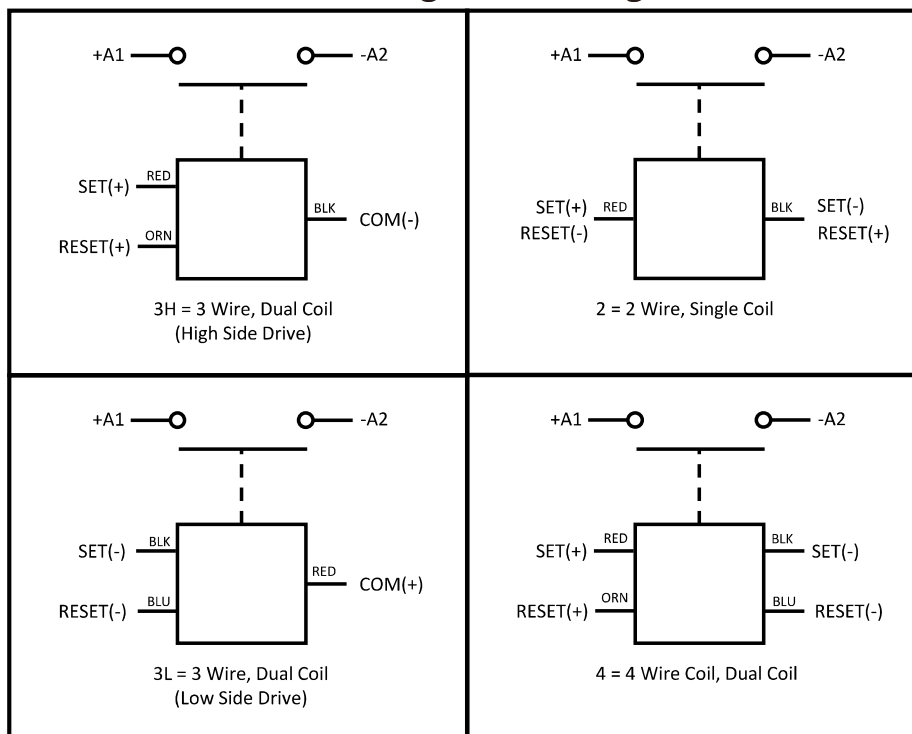 +A1 -A2
SET(+) RED
BLK COM(-)
RESET(+) ORN
3H = 3 Wire, Dual Coil
(High Side Drive)
+A1 -A2
SET(+) RED BLK SET(-)
RESET(-) RESET(+)
2 = 2 Wire, Single Coil
+A1 -A2
SET(-) BLK
RED COM(+)
RESET(-) BLU
3L = 3 Wire, Dual Coil
(Low Side Drive)
+A1 -A2
SET(+) RED BLK SET(-)
RESET(+) ORN BLU RESET(-)
4 = 4 Wire Coil, Dual Coil